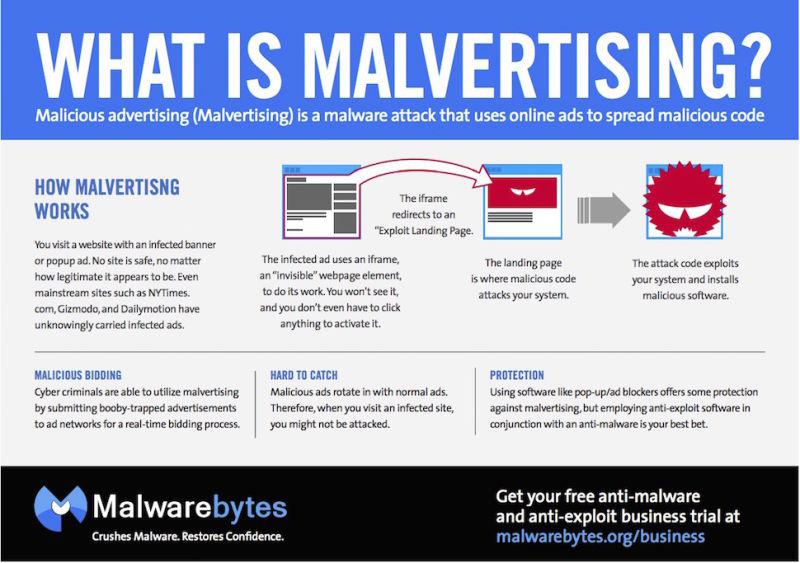 WHAT IS MALVERTISING?
Malicious advertising (Malvertising) is a malware attack that uses online ads to spread malicious code
HOW MALVERTISNG
WORKS
You visit a website with an infected banner
or popup ad. No site is safe, no matter
how legitimate it appears to be. Even
mainstream sites such as NYTimes.
com, Gizmodo, and Dailymotion have
unknowingly carried infected ads.
The infected ad uses an iframe,
an “invisible” webpage element,
to do its work. You won’t see it,
and you don’t even have to click
anything to activate it.
The iframe
redirects to an
“Exploit Landing Page.
The landing page
is where malicious code
attacks your system.
The attack code exploits
your system and installs
malicious software.
MALICIOUS BIDDING
Cyber criminals are able to utilize malvertising
by submitting booby-trapped advertisements
to ad networks for a real-time bidding process.
HARD TO CATCH
Malicious ads rotate in with normal ads.
Therefore, when you visit an infected site,
you might not be attacked.
PROTECTION
Using software like pop-up/ad blockers offers some protection
against malvertising, but employing anti-exploit software in
conjunction with an anti-malware is your best bet.
Malwarebytes
Crushes Malware. Restores Confidence.
Get your free anti-malware
and anti-exploit business trial at
malwarebytes.org/business